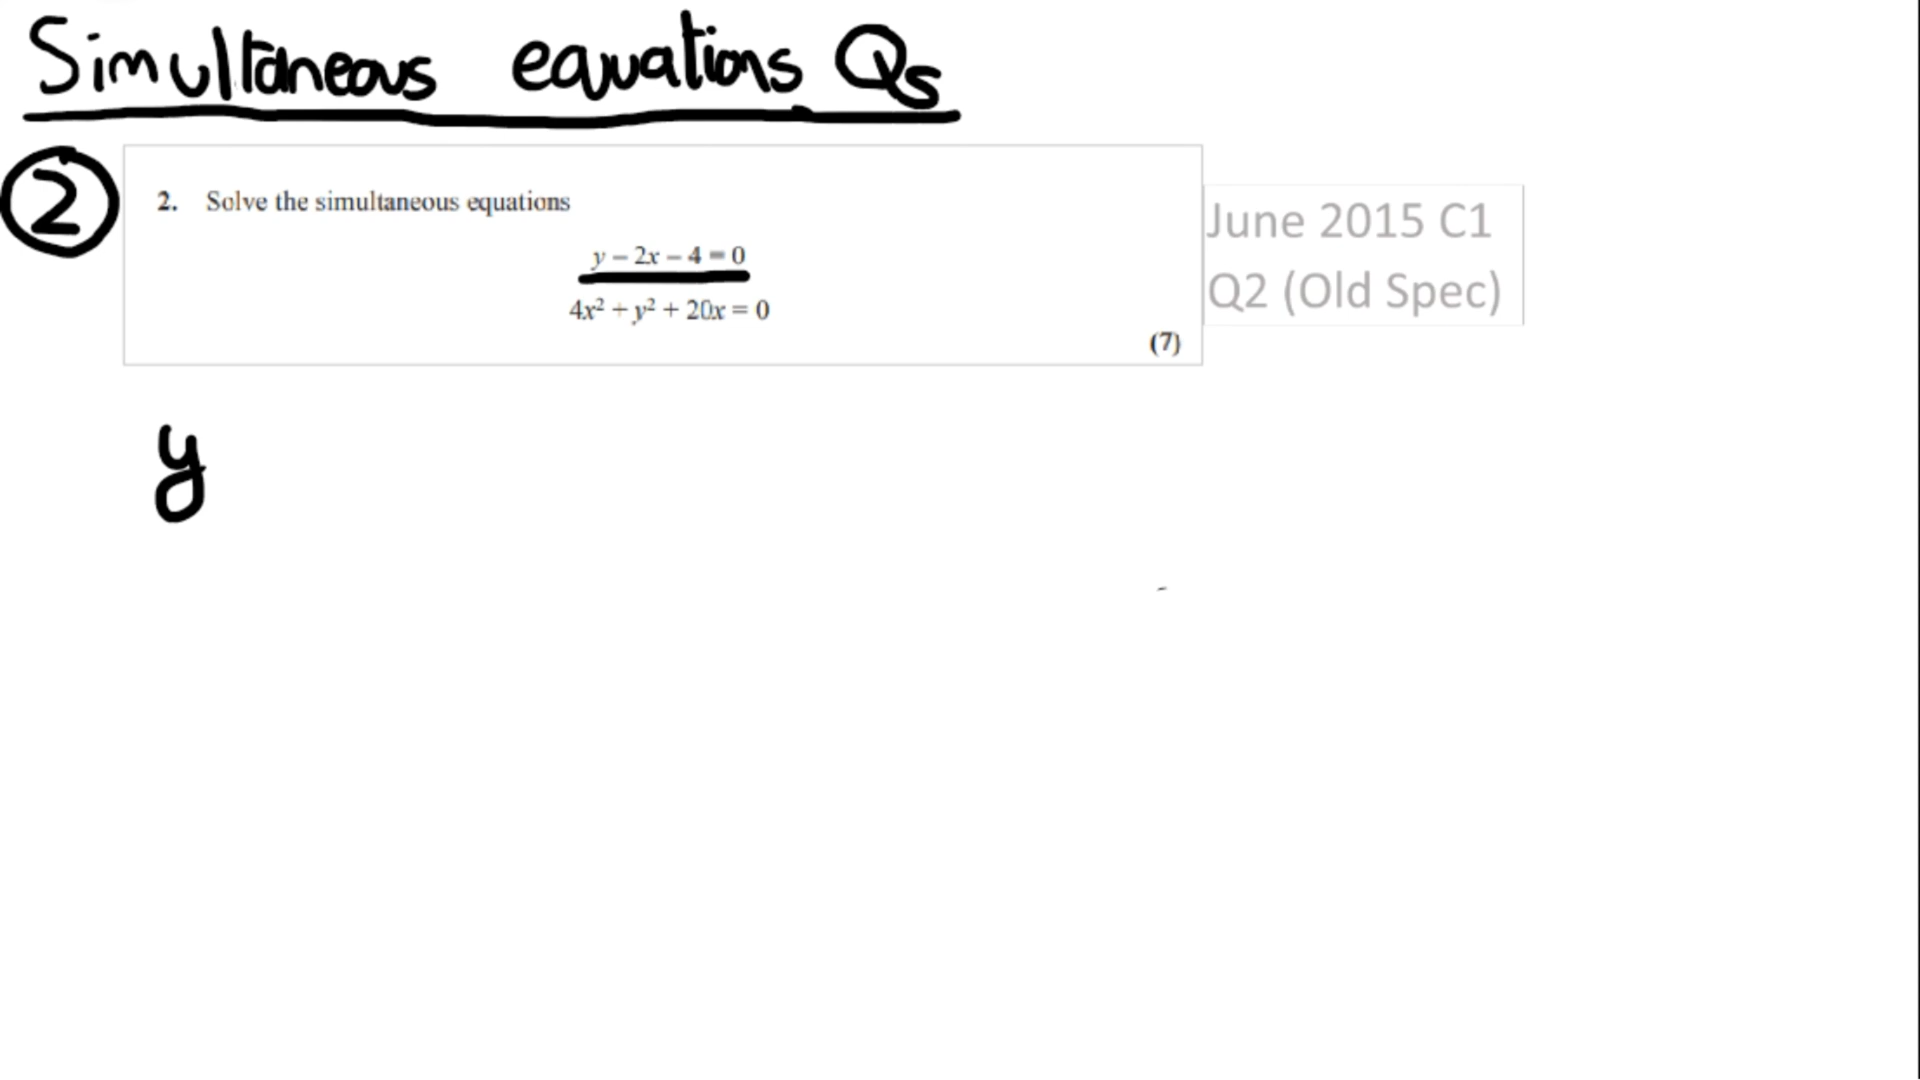 Simultaneous equations Qs
2
2. Solve the simultaneous equations
y – 2x – 4 = 0
4x² + y² + 20x = 0
(7)
June 2015 C1
Q2 (Old Spec)
y